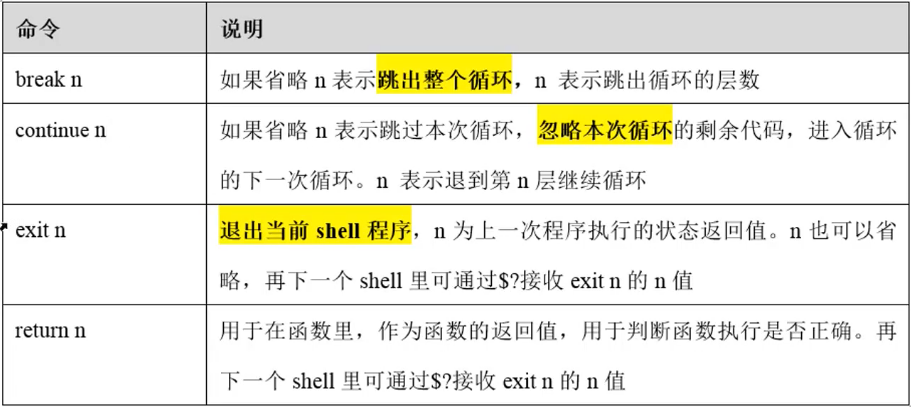 命令 说明
break n 如果省略 n 表示跳出整个循环，n 表示跳出循环的层数
continue n 如果省略 n 表示跳过本次循环，忽略本次循环的剩余代码，进入循环
的下一次循环。n 表示退到第 n 层继续循环
exit n 退出当前 shell 程序，n 为上一次程序执行的状态返回值。n 也可以省
略，再下一个 shell 里可通过$?接收 exit n 的 n 值
return n 用于在函数里，作为函数的返回值，用于判断函数执行是否正确。再
下一个 shell 里可通过$?接收 exit n 的 n 值